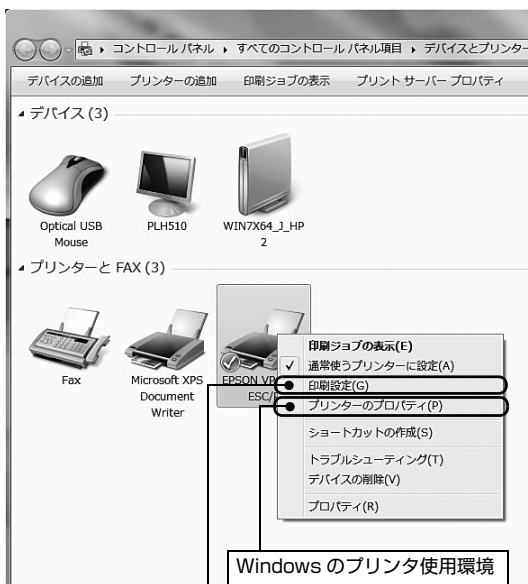 コントロール パネル ▸ すべてのコントロール パネル項目 ▸ デバイスとプリンター
デバイスの追加 プリンターの追加 印刷ジョブの表示 プリント サーバー プロパティ
デバイス (3)
Optical USB
Mouse
PLH510
WIN7X64_J_HP
2
プリンターと FAX (3)
Fax
Microsoft XPS
Document
Writer
EPSON VP
ESC/
印刷ジョブの表示(E)
通常使うプリンターに設定(A)
印刷設定(G)
プリンターのプロパティ(P)
ショートカットの作成(S)
トラブルシューティング(T)
デバイスの削除(V)
プロパティ(R)
Windows のプリンタ使用環境